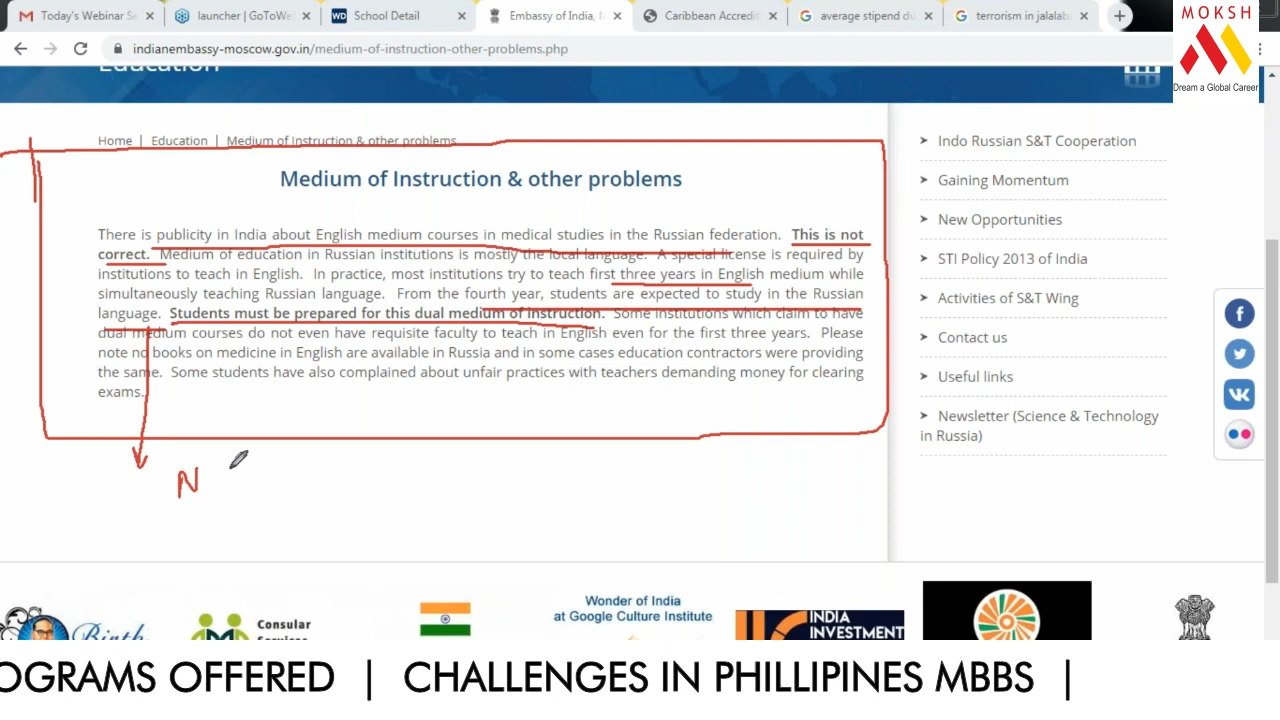 Today's Webinar Se
launcher | GoToWe
WD School Detail
Embassy of India, M
Caribbean Accredit
average stipend du
terrorism in jalalab
MOKSH
Dream a Global Career
indianembassy-moscow.gov.in/medium-of-instruction-other-problems.php
Education
Home | Education | Medium of Instruction & other problems
Medium of Instruction & other problems
There is publicity in India about English medium courses in medical studies in the Russian federation. This is not
correct. Medium of education in Russian institutions is mostly the local language. A special license is required by
institutions to teach in English. In practice, most institutions try to teach first three years in English medium while
simultaneously teaching Russian language. From the fourth year, students are expected to study in the Russian
language. Students must be prepared for this dual medium of instruction. Some institutions which claim to have
dual medium courses do not even have requisite faculty to teach in English even for the first three years. Please
note no books on medicine in English are available in Russia and in some cases education contractors were providing
the same. Some students have also complained about unfair practices with teachers demanding money for clearing
exams.
N
Indo Russian S&T Cooperation
Gaining Momentum
New Opportunities
STI Policy 2013 of India
Activities of S&T Wing
Contact us
Useful links
Newsletter (Science & Technology
in Russia)
Birth
Consular
Services
Wonder of India
at Google Culture Institute
INDIA
INVESTMENT
OGRAMS OFFERED | CHALLENGES IN PHILLIPINES MBBS |